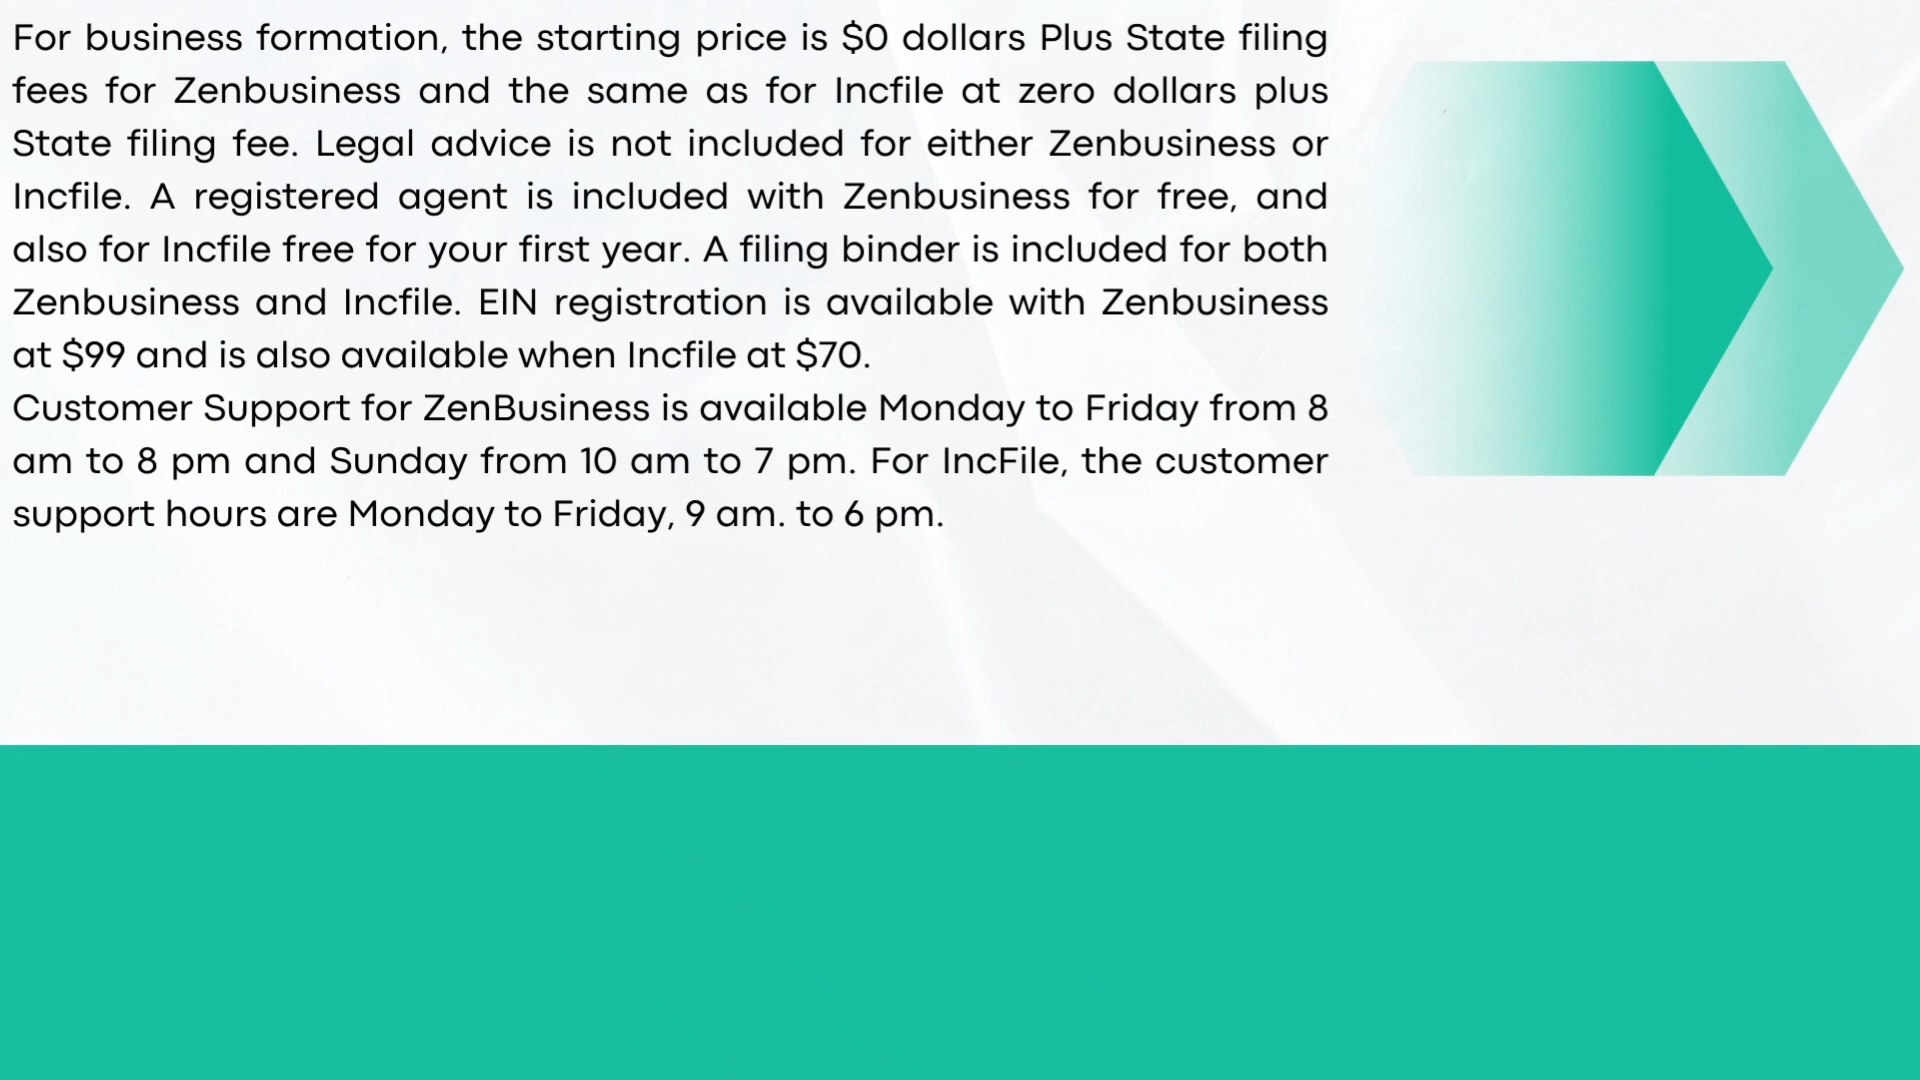 For business formation, the starting price is $0 dollars Plus State filing
fees for Zenbusiness and the same as for Incfile at zero dollars plus
State filing fee. Legal advice is not included for either Zenbusiness or
Incfile. A registered agent is included with Zenbusiness for free, and
also for Incfile free for your first year. A filing binder is included for both
Zenbusiness and Incfile. EIN registration is available with Zenbusiness
at $99 and is also available when Incfile at $70.
Customer Support for ZenBusiness is available Monday to Friday from 8
am to 8 pm and Sunday from 10 am to 7 pm. For IncFile, the customer
support hours are Monday to Friday, 9 am. to 6 pm.